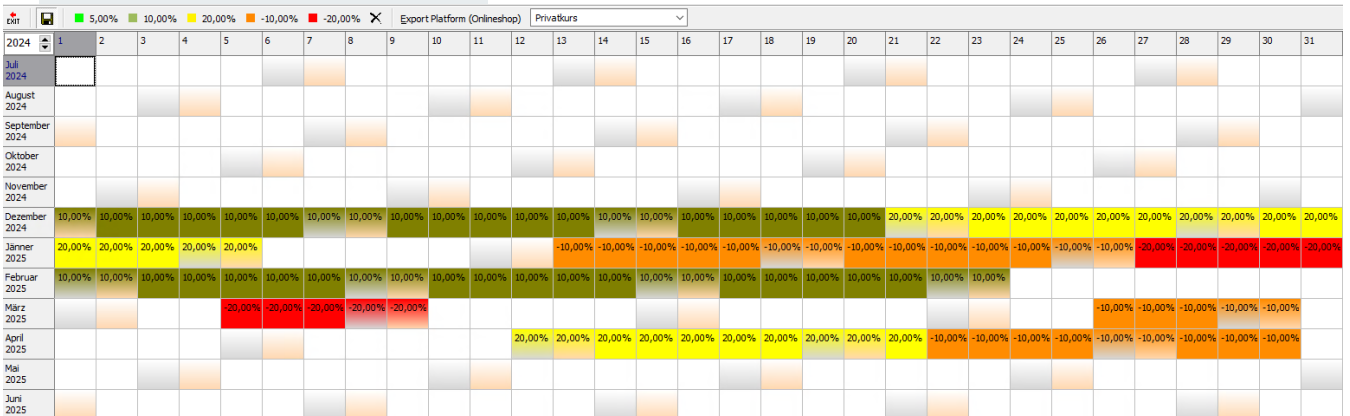 EXIT 5,00% 10,00% 20,00% -10,00% -20,00% Export Platform (Onlineshop) Privatkurs
2024 1 2 3 4 5 6 7 8 9 10 11 12 13 14 15 16 17 18 19 20 21 22 23 24 25 26 27 28 29 30 31
Juli
2024
August
2024
September
2024
Oktober
2024
November
2024
Dezember 10,00% 10,00% 10,00% 10,00% 10,00% 10,00% 10,00% 10,00% 10,00% 10,00% 10,00% 10,00% 10,00% 10,00% 10,00% 10,00% 10,00% 10,00% 10,00% 10,00% 20,00% 20,00% 20,00% 20,00% 20,00% 20,00% 20,00% 20,00% 20,00% 20,00% 20,00%
2024
Jänner 20,00% 20,00% 20,00% 20,00% 20,00% -10,00% -10,00% -10,00% -10,00% -10,00% -10,00% -10,00% -10,00% -10,00% -10,00% -10,00% -10,00% -10,00% -10,00% -20,00% -20,00% -20,00% -20,00% -20,00%
2025
Februar 10,00% 10,00% 10,00% 10,00% 10,00% 10,00% 10,00% 10,00% 10,00% 10,00% 10,00% 10,00% 10,00% 10,00% 10,00% 10,00% 10,00% 10,00% 10,00% 10,00% 10,00% 10,00% 10,00%
2025
März -20,00% -20,00% -20,00% -20,00% -20,00% -10,00% -10,00% -10,00% -10,00% -10,00%
2025
April 20,00% 20,00% 20,00% 20,00% 20,00% 20,00% 20,00% 20,00% 20,00% 20,00% -10,00% -10,00% -10,00% -10,00% -10,00% -10,00% -10,00% -10,00% -10,00%
2025
Mai
2025
Juni
2025